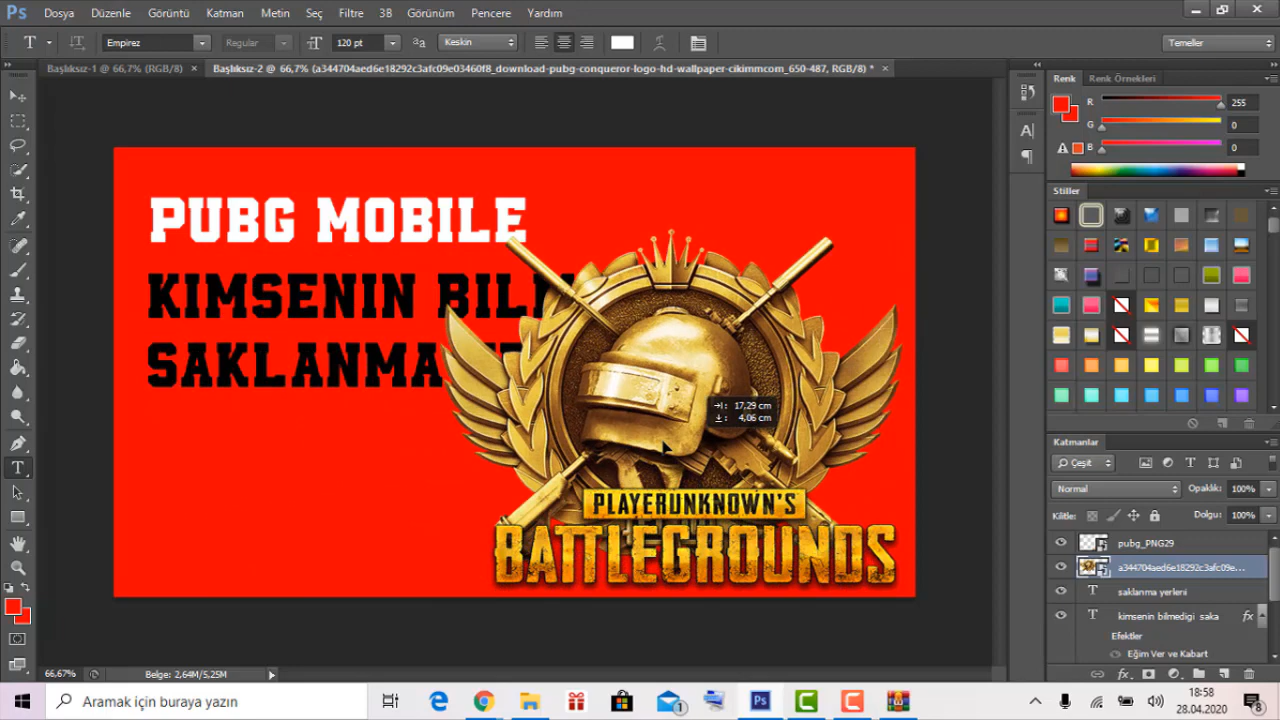 Ps Dosya Düzenle Görüntü Katman Metin Seç Filtre 3B Görünüm Pencere Yardım
T Empirez Regular 120 pt aa Keskin Temeller
Başlıksız-1 @ 66,7% (RGB/8) × Başlıksız-2 @ 66,7% (a344704aed6e18292c3afc09e03460f8_download-pubg-conqueror-logo-hd-wallpaper-cikimmcom_650-487, RGB/8) * ×
Renk Renk Örnekleri
R 255
G 0
B 0
Stiller
PUBG MOBILE
KIMSENIN BILM
SAKLANMA
17,29 cm
4,06 cm
PLAYERUNKNOWN'S
BATTLEGROUNDS
Katmanlar
Çeşit
Normal Opaklık: 100%
Kilitle: Dolgu: 100%
pubg_PNG29
a344704aed6e18292c3afc09e...
T saklanma yerleni
T kimsenin bilmedigi saka fx
Efektler
Eğim Ver ve Kabart
66,67% Belge: 2,64M/5,25M
Aramak için buraya yazın
18:58
28.04.2020